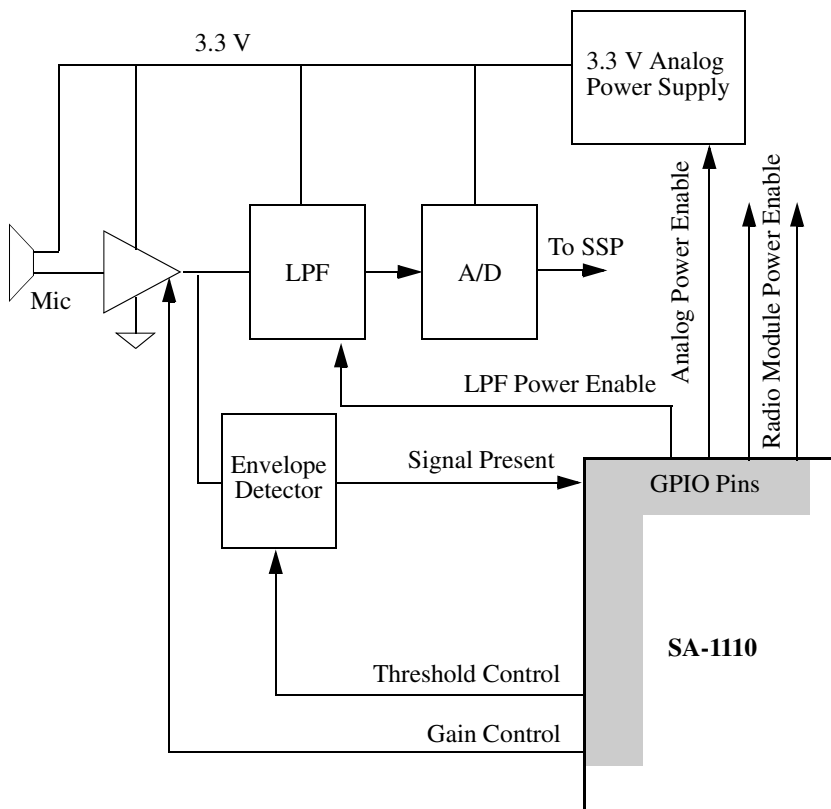 3.3 V
3.3 V Analog
Power Supply
Mic
LPF
A/D
To SSP
Analog Power Enable
Radio Module Power Enable
LPF Power Enable
Envelope
Detector
Signal Present
GPIO Pins
SA-1110
Threshold Control
Gain Control